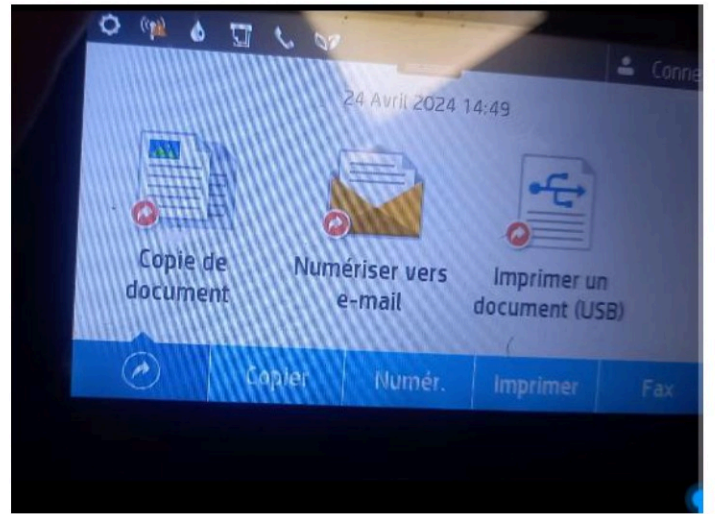 Conne
24 Avril 2024 14:49
Copie de
document
Numériser vers
e-mail
Imprimer un
document (USB)
Copier
Numér.
Imprimer
Fax